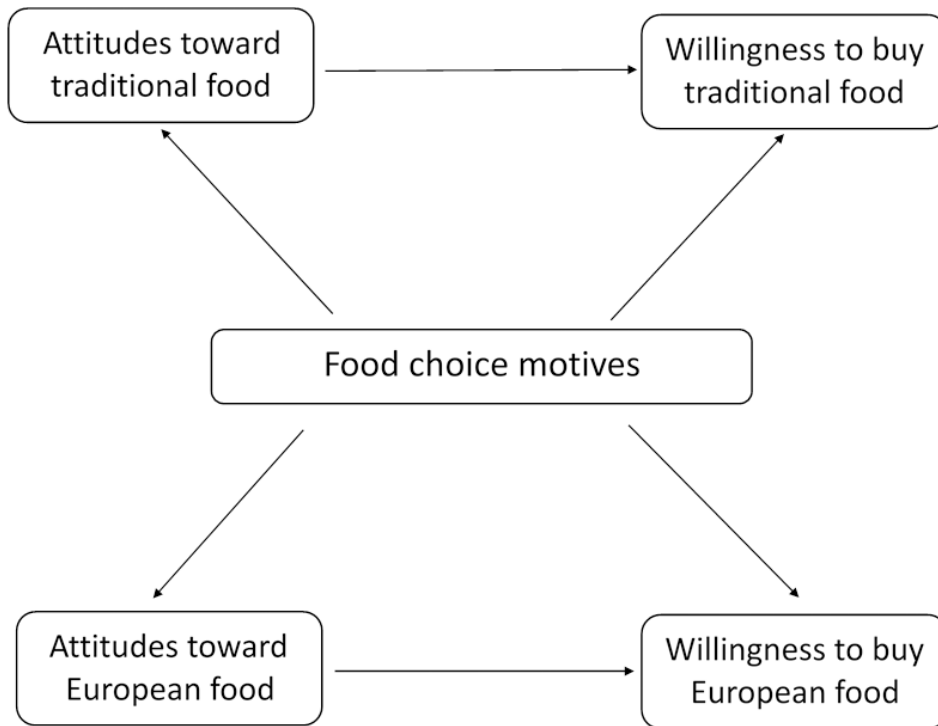 Attitudes toward
traditional food
Willingness to buy
traditional food
Food choice motives
Attitudes toward
European food
Willingness to buy
European food